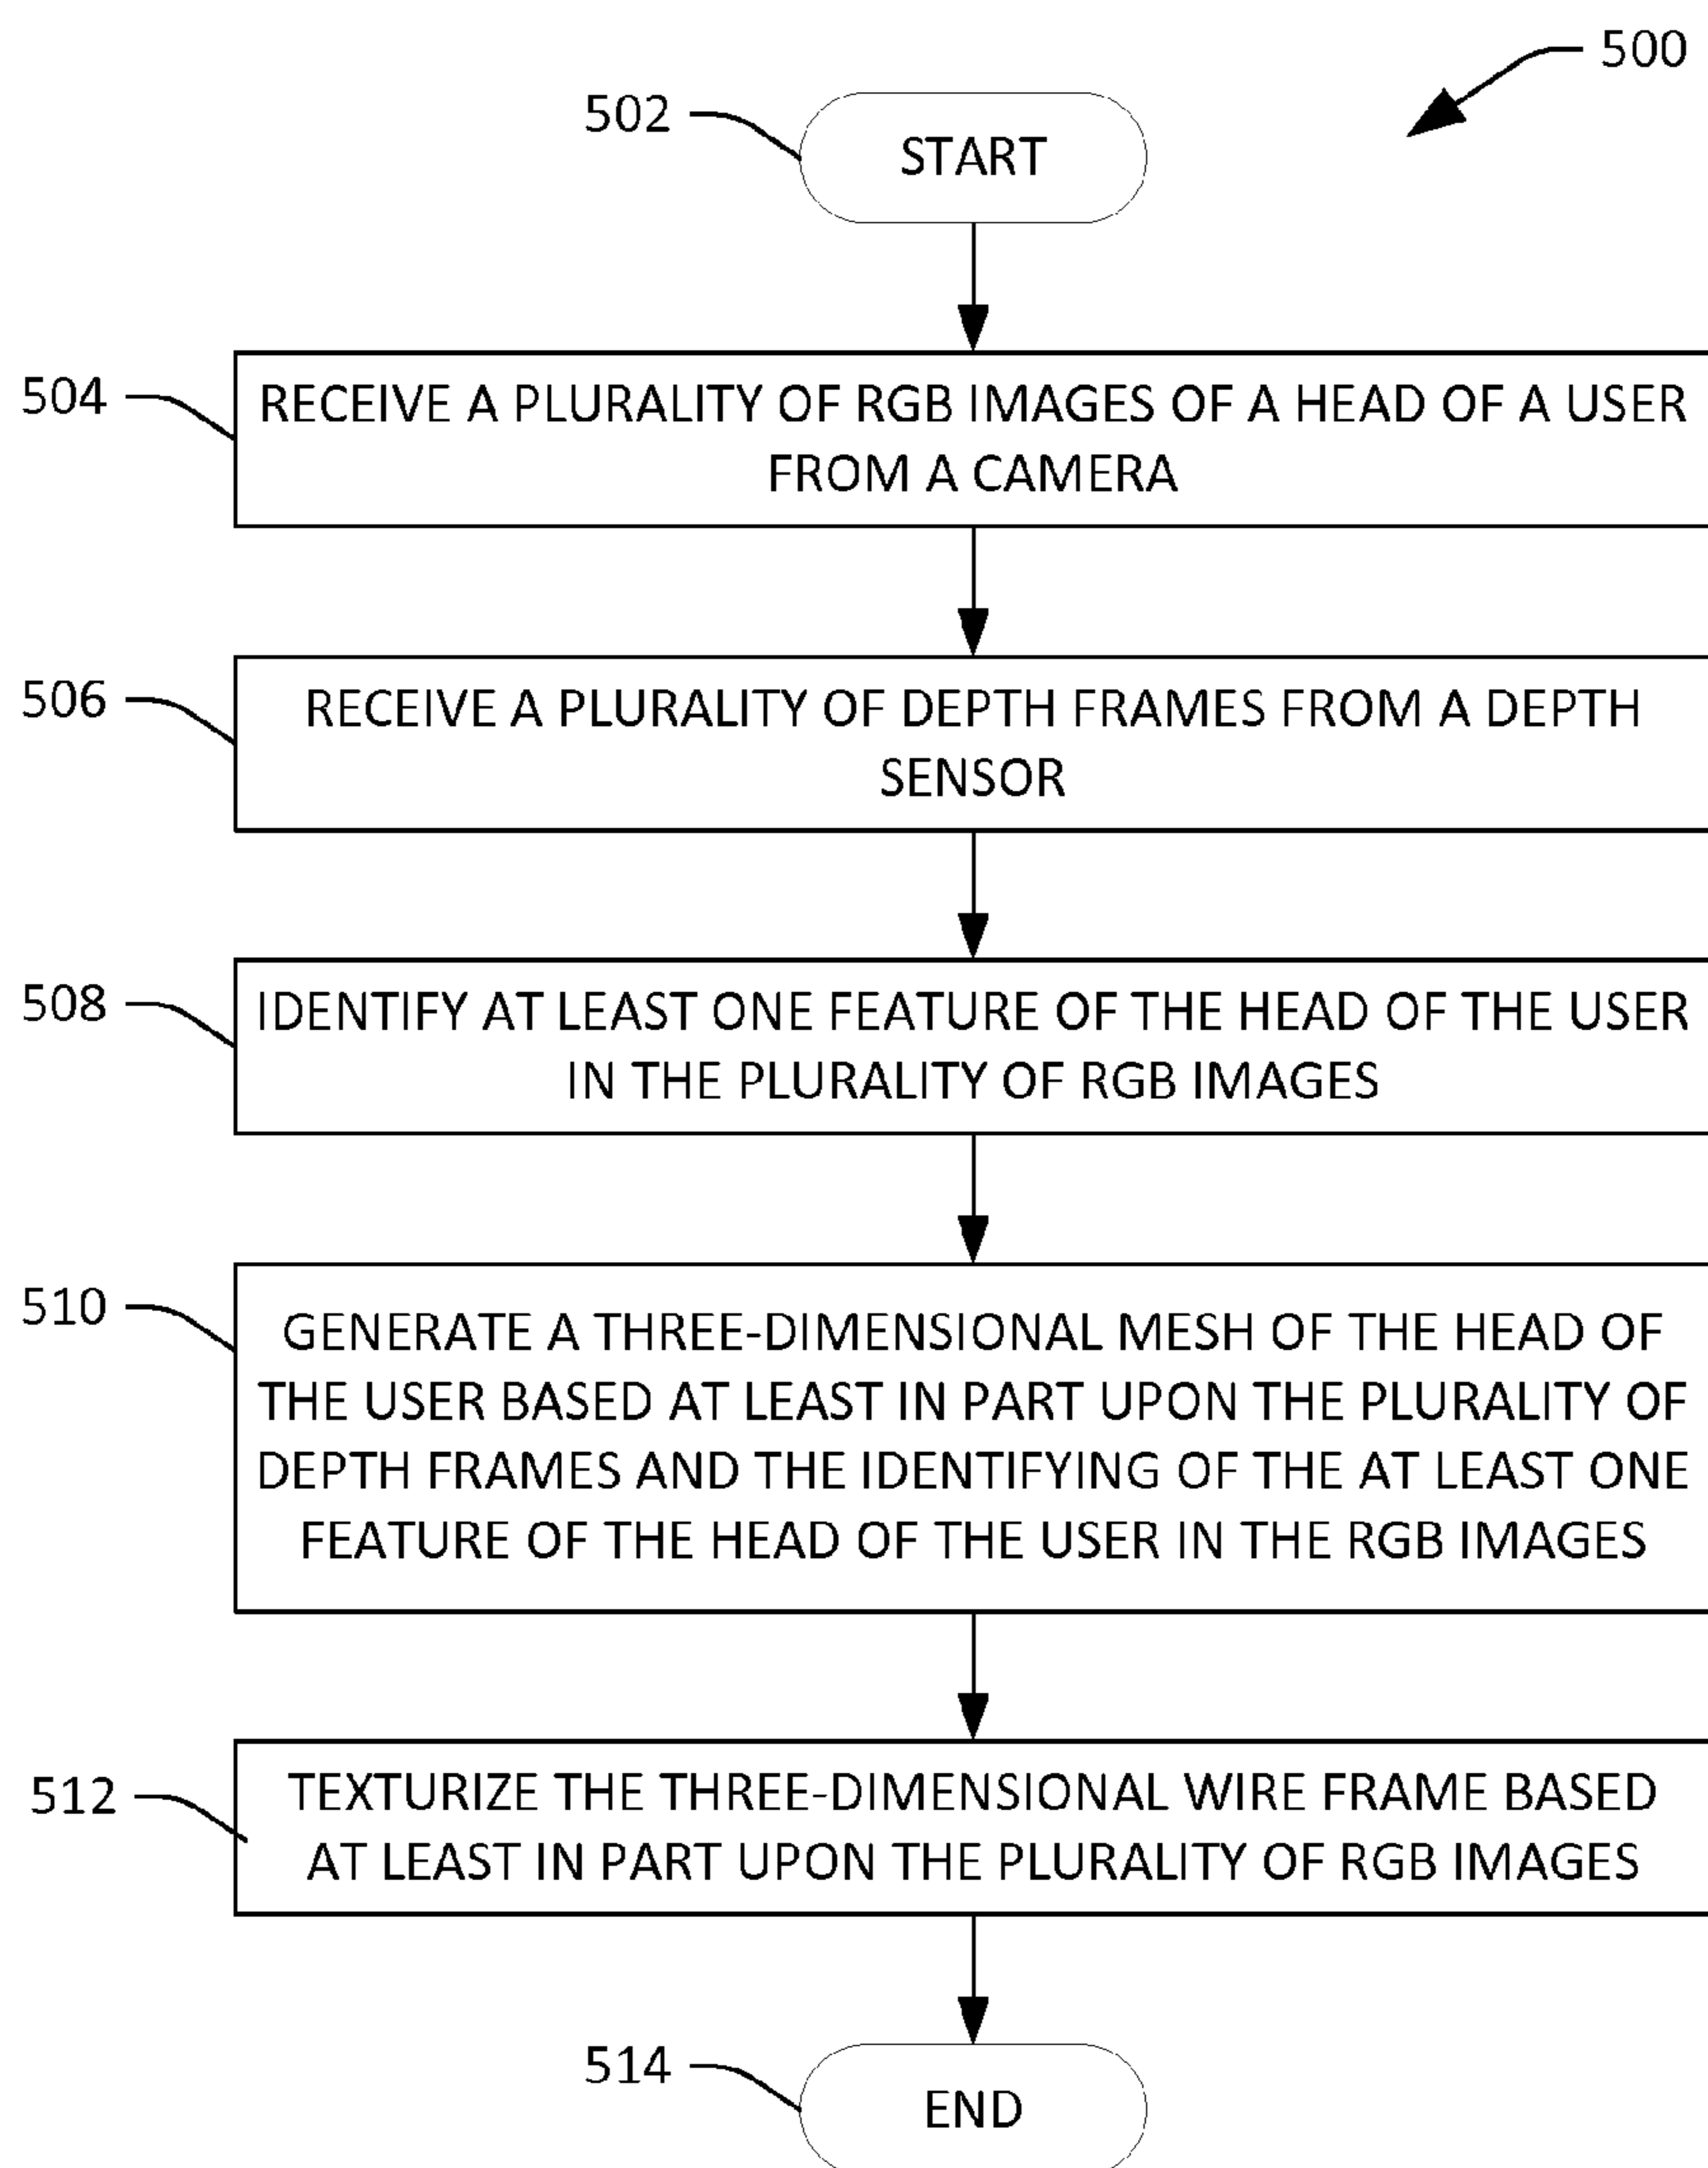 500
502
START
504
RECEIVE A PLURALITY OF RGB IMAGES OF A HEAD OF A USER
FROM A CAMERA
506
RECEIVE A PLURALITY OF DEPTH FRAMES FROM A DEPTH
SENSOR
508
IDENTIFY AT LEAST ONE FEATURE OF THE HEAD OF THE USER
IN THE PLURALITY OF RGB IMAGES
510
GENERATE A THREE-DIMENSIONAL MESH OF THE HEAD OF
THE USER BASED AT LEAST IN PART UPON THE PLURALITY OF
DEPTH FRAMES AND THE IDENTIFYING OF THE AT LEAST ONE
FEATURE OF THE HEAD OF THE USER IN THE RGB IMAGES
512
TEXTURIZE THE THREE-DIMENSIONAL WIRE FRAME BASED
AT LEAST IN PART UPON THE PLURALITY OF RGB IMAGES
514
END